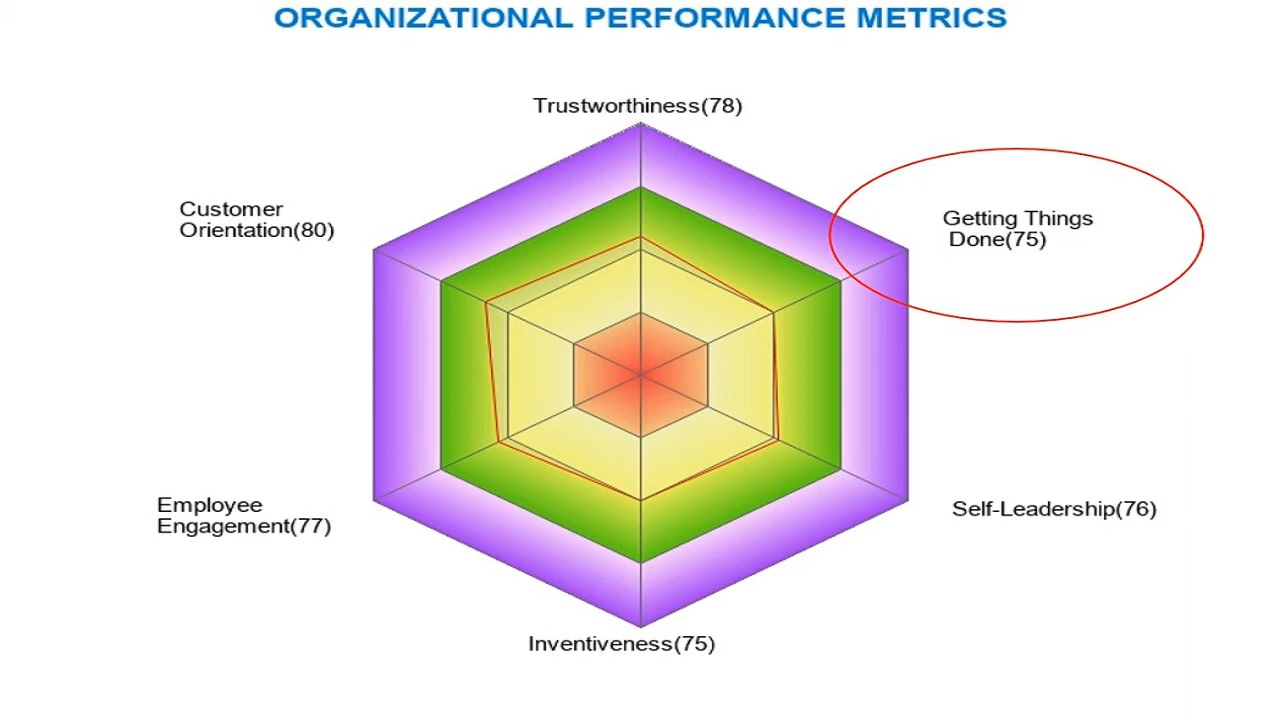 ORGANIZATIONAL PERFORMANCE METRICS
Trustworthiness(78)
Customer
Orientation(80)
Getting Things
Done(75)
Employee
Engagement(77)
Self-Leadership(76)
Inventiveness(75)